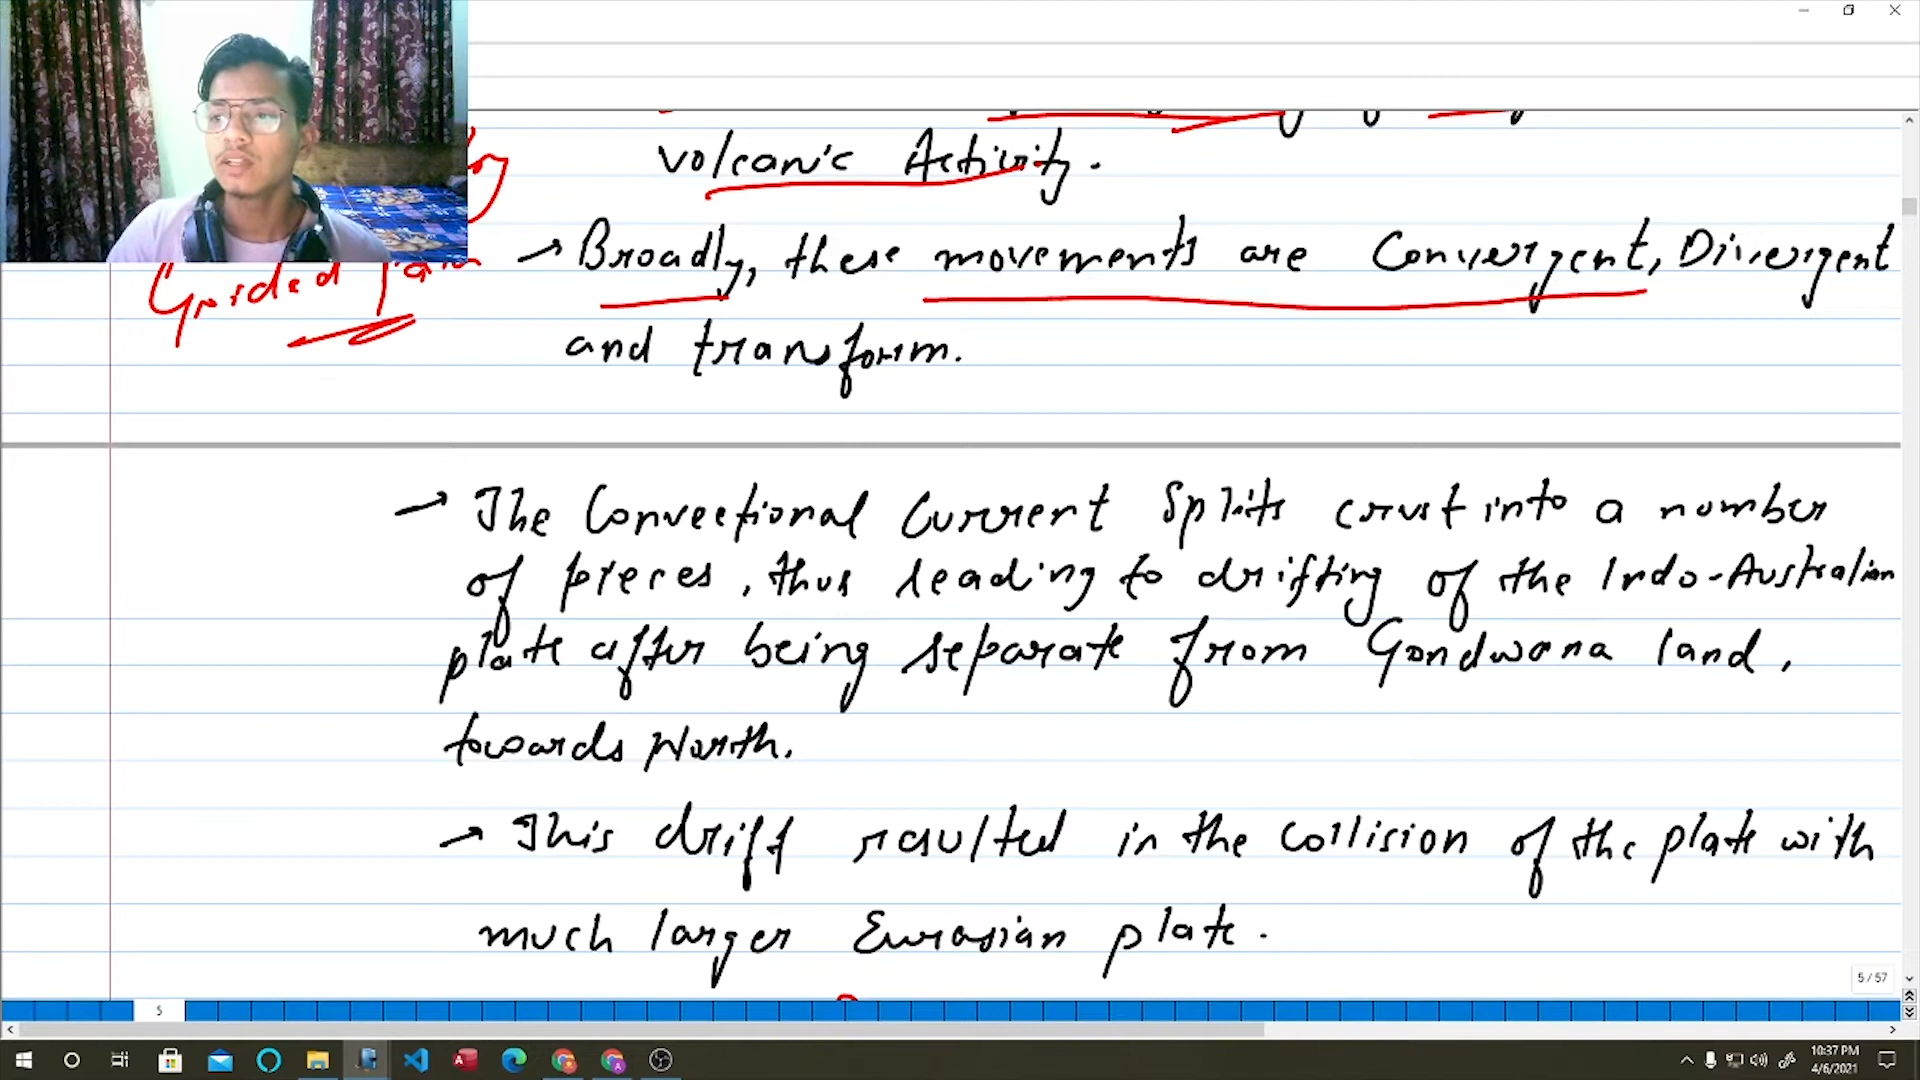 volcanic Activity.
→ Broadly, these movements are Convergent, Divergent
and transform.
→ The Convectional Current Splits crust into a number
of pieces, thus leading to drifting of the Indo-Australian
plate after being separate from Gondwana land,
towards North.
→ This drift resulted in the collision of the plate with
much larger Eurasian plate.
5 / 57
5
10:37 PM
4/6/2021